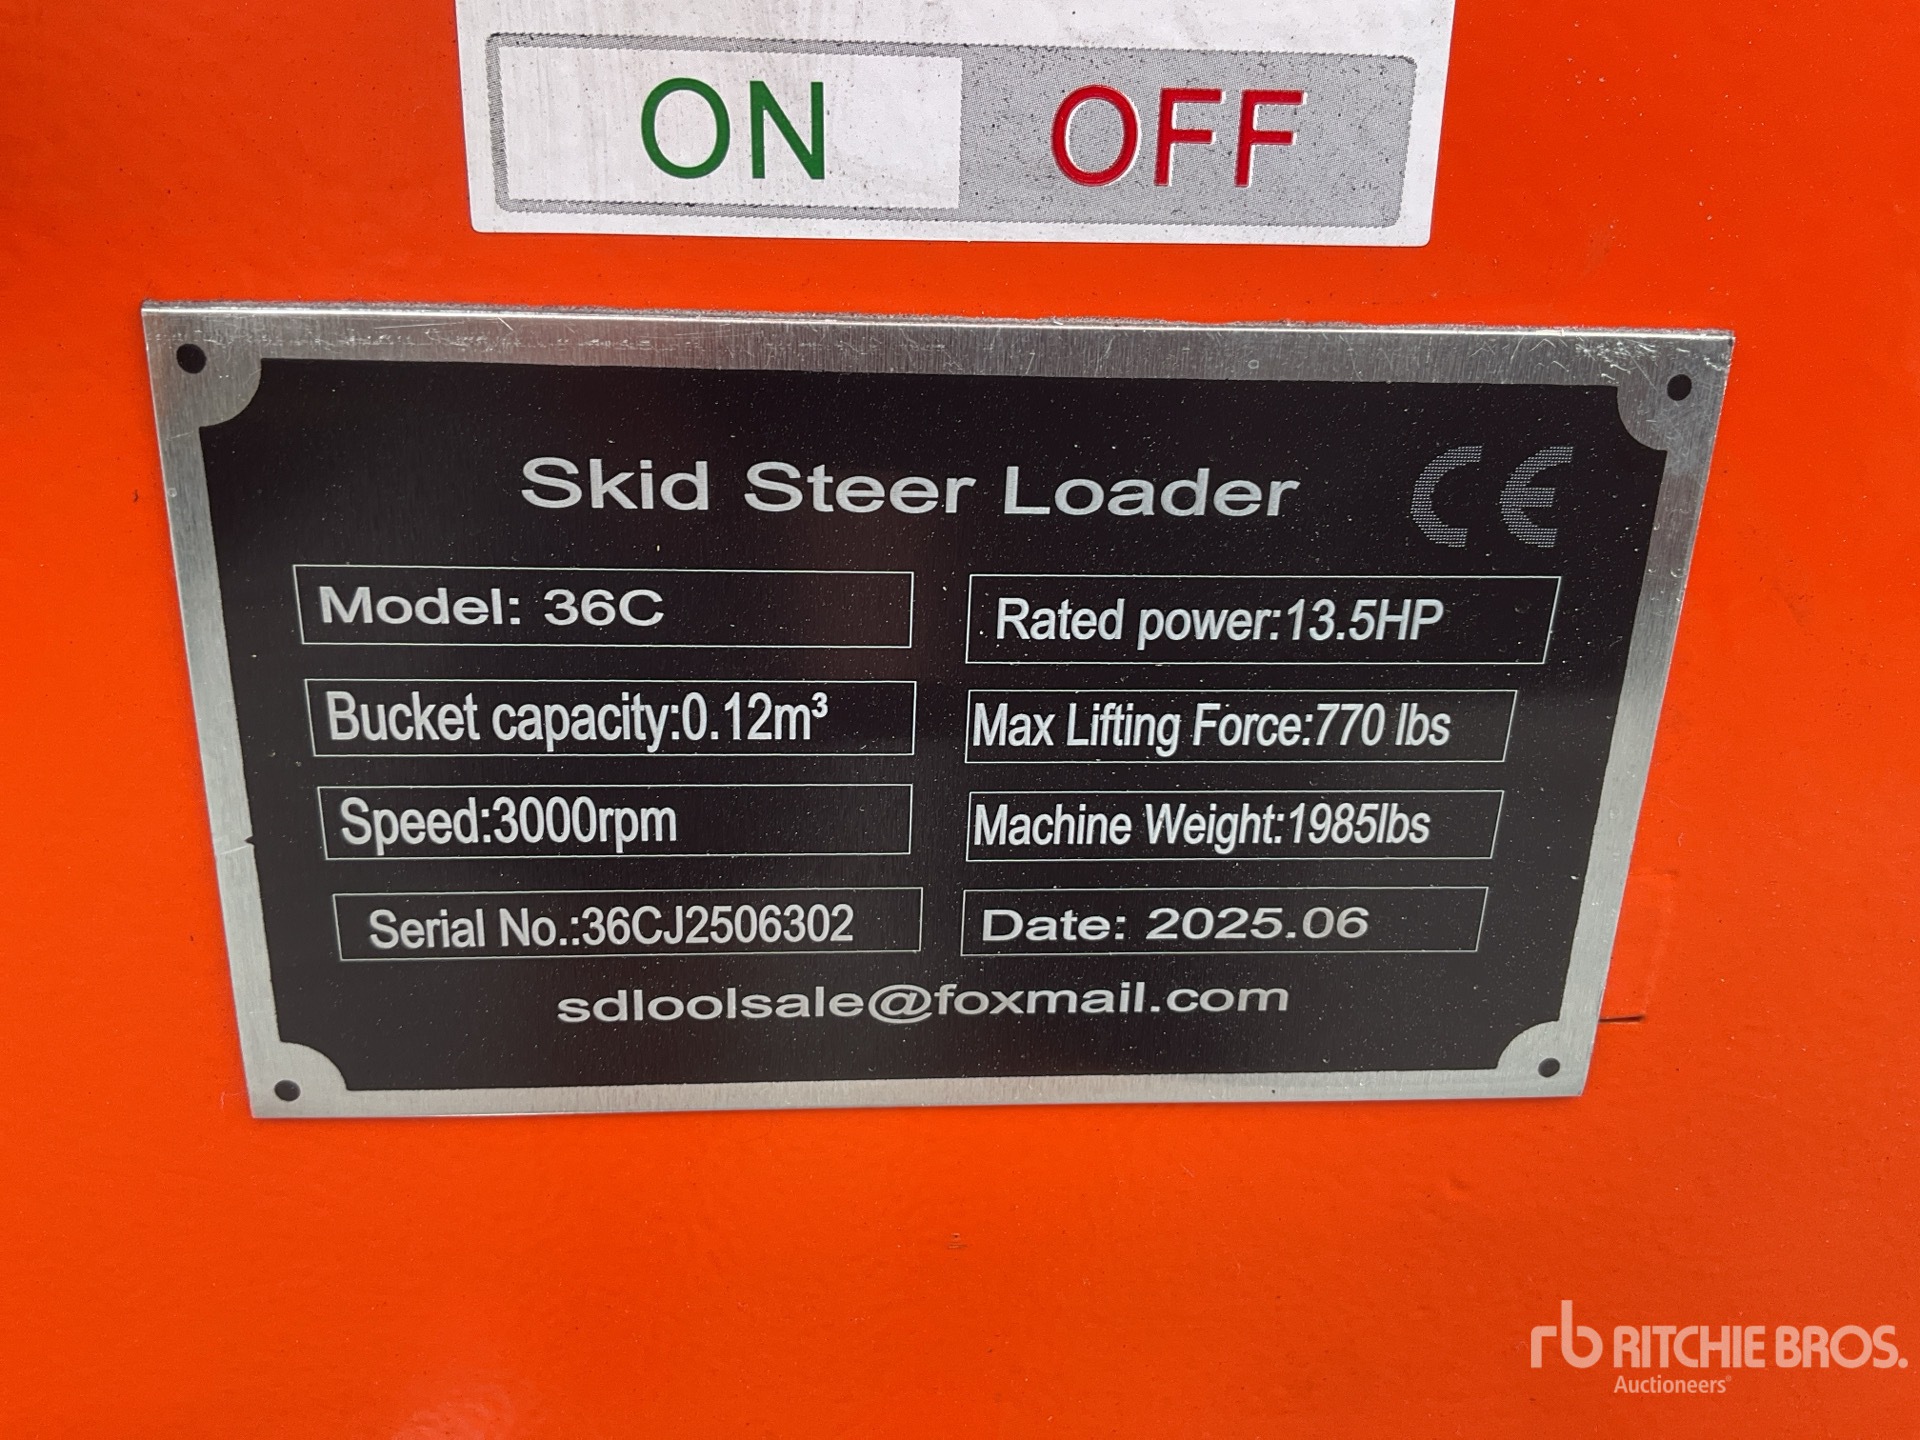 ON OFF
Skid Steer Loader CE
Model: 36C
Rated power:13.5HP
Bucket capacity:0.12m³
Max Lifting Force:770 lbs
Speed:3000rpm
Machine Weight:1985lbs
Serial No.:36CJ2506302
Date: 2025.06
sdloolsale@foxmail.com
rb RITCHIE BROS.
Auctioneers